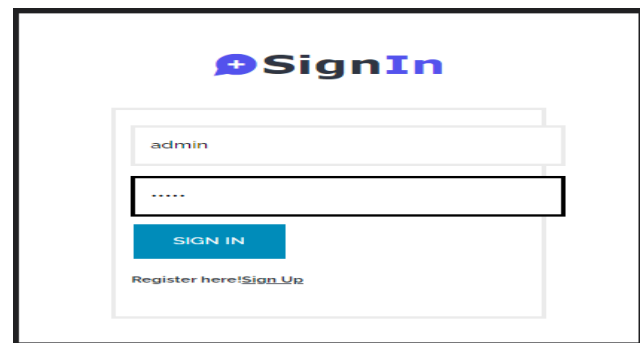 SignIn
admin
•••••
SIGN IN
Register here!Sign Up